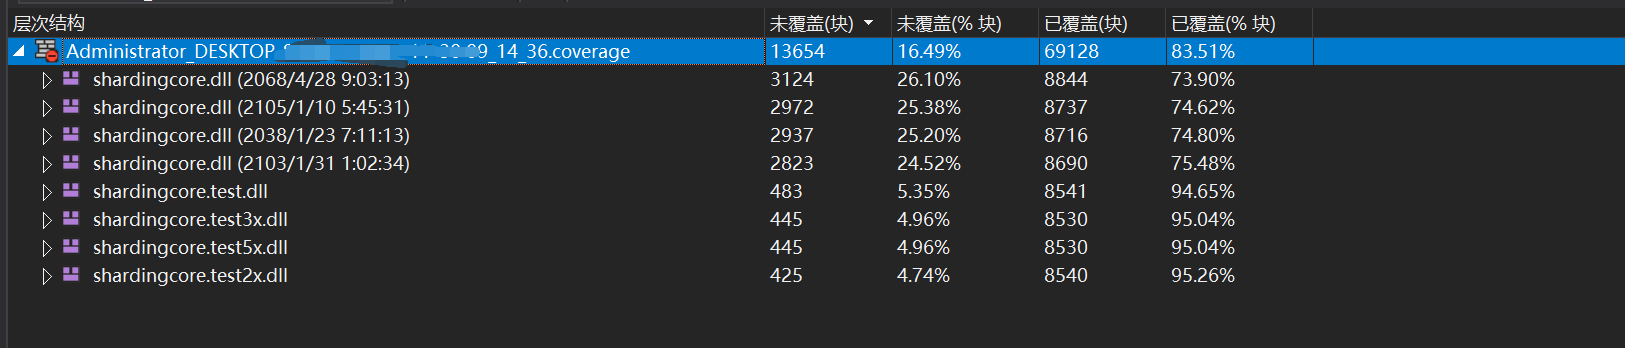 层次结构 未覆盖(块) 未覆盖(% 块) 已覆盖(块) 已覆盖(% 块)
Administrator_DESKTOP 09_14_36.coverage 13654 16.49% 69128 83.51%
shardingcore.dll (2068/4/28 9:03:13) 3124 26.10% 8844 73.90%
shardingcore.dll (2105/1/10 5:45:31) 2972 25.38% 8737 74.62%
shardingcore.dll (2038/1/23 7:11:13) 2937 25.20% 8716 74.80%
shardingcore.dll (2103/1/31 1:02:34) 2823 24.52% 8690 75.48%
shardingcore.test.dll 483 5.35% 8541 94.65%
shardingcore.test3x.dll 445 4.96% 8530 95.04%
shardingcore.test5x.dll 445 4.96% 8530 95.04%
shardingcore.test2x.dll 425 4.74% 8540 95.26%